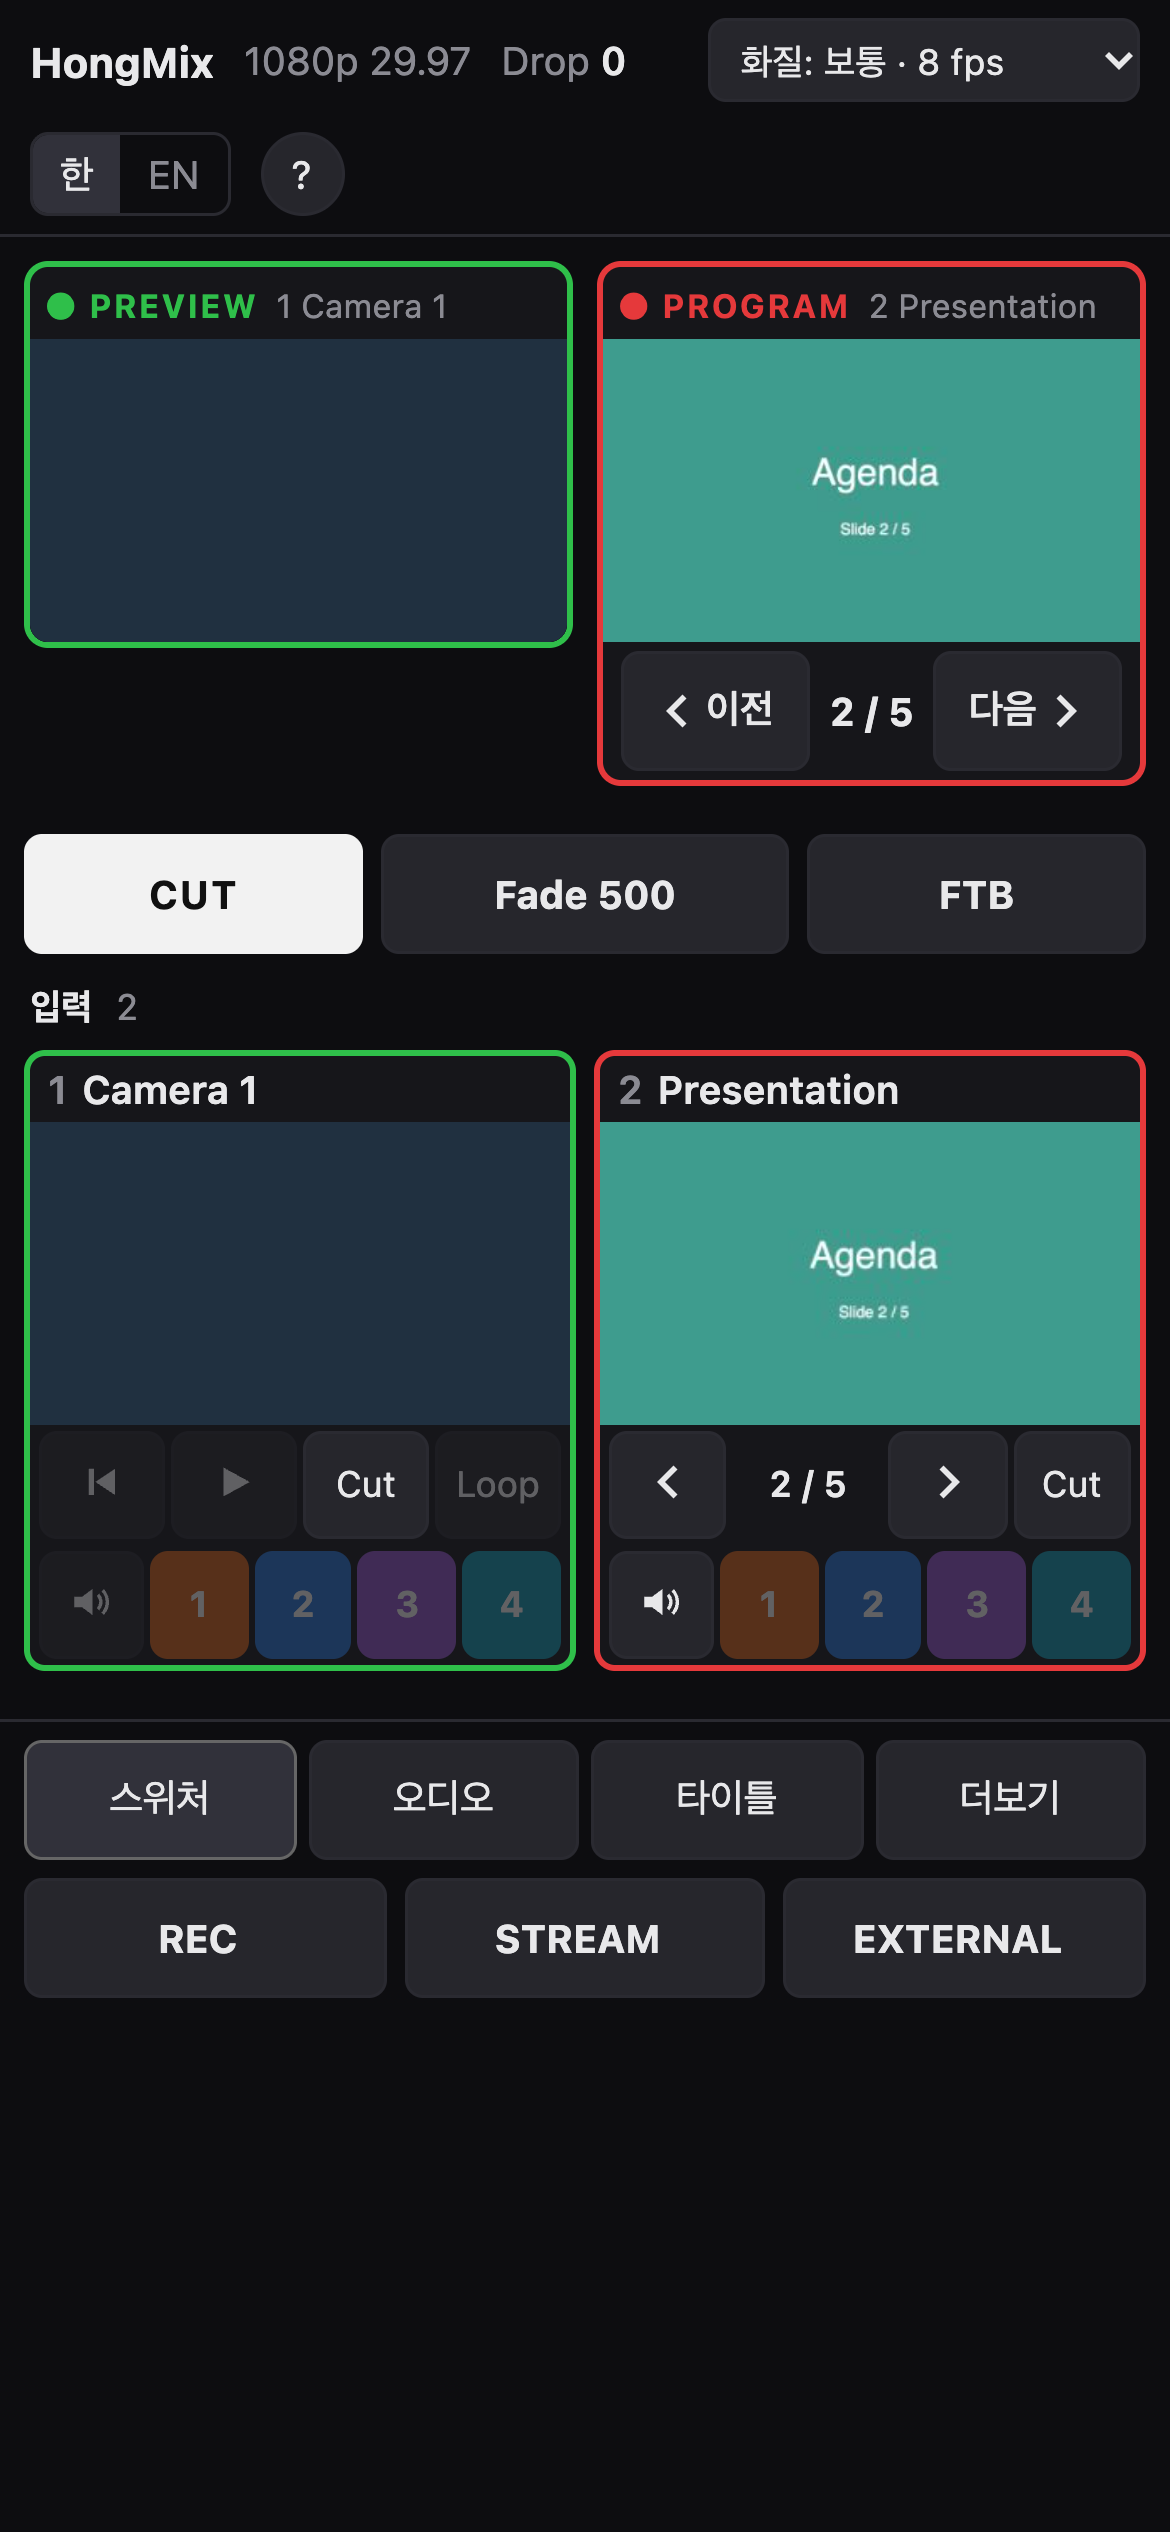 HongMix 1080p 29.97 Drop 0 화질: 보통 · 8 fps
한 EN ?
PREVIEW 1 Camera 1
PROGRAM 2 Presentation
Agenda
Slide 2 / 5
이전 2 / 5 다음
CUT Fade 500 FTB
입력 2
1 Camera 1
Cut Loop
1 2 3 4
2 Presentation
Agenda
Slide 2 / 5
2 / 5 Cut
1 2 3 4
스위처 오디오 타이틀 더보기
REC STREAM EXTERNAL